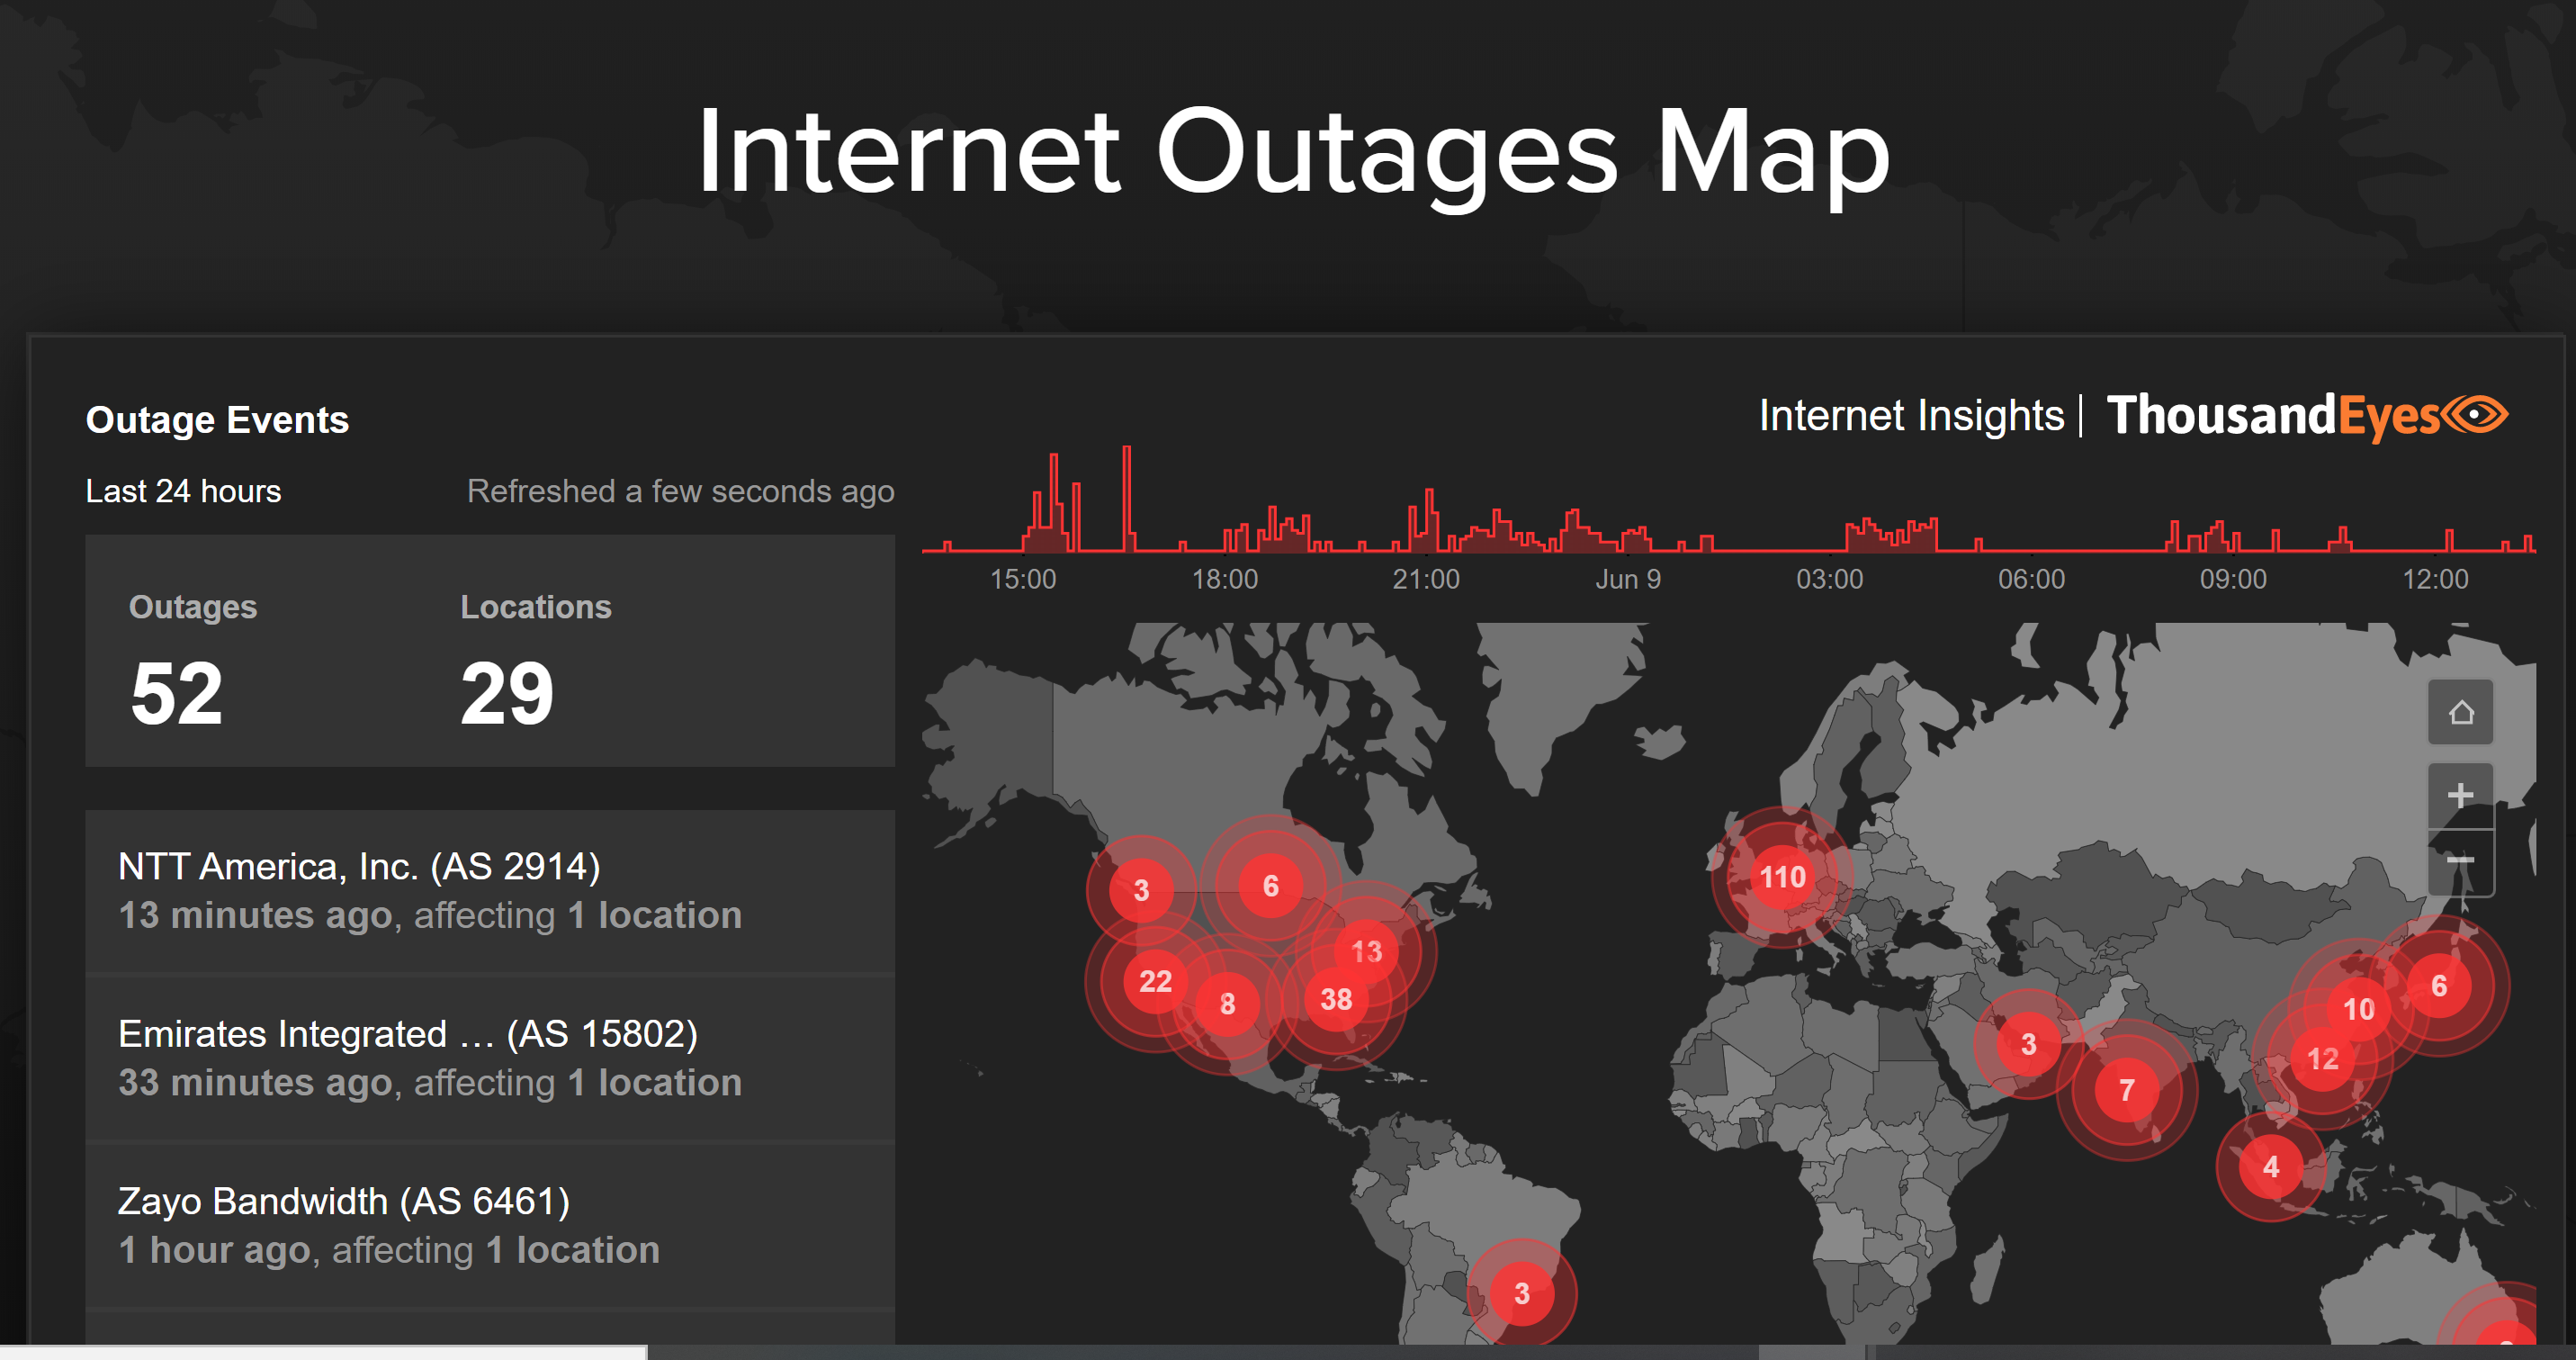 Internet Outages Map
Outage Events
Last 24 hours
Refreshed a few seconds ago
Outages
Locations
52
29
NTT America, Inc. (AS 2914)
13 minutes ago, affecting 1 location
Emirates Integrated … (AS 15802)
33 minutes ago, affecting 1 location
Zayo Bandwidth (AS 6461)
1 hour ago, affecting 1 location
Internet Insights | ThousandEyes
15:00
18:00
21:00
Jun 9
03:00
06:00
09:00
12:00
+
−
3
6
110
13
22
8
38
6
10
12
3
7
4
3